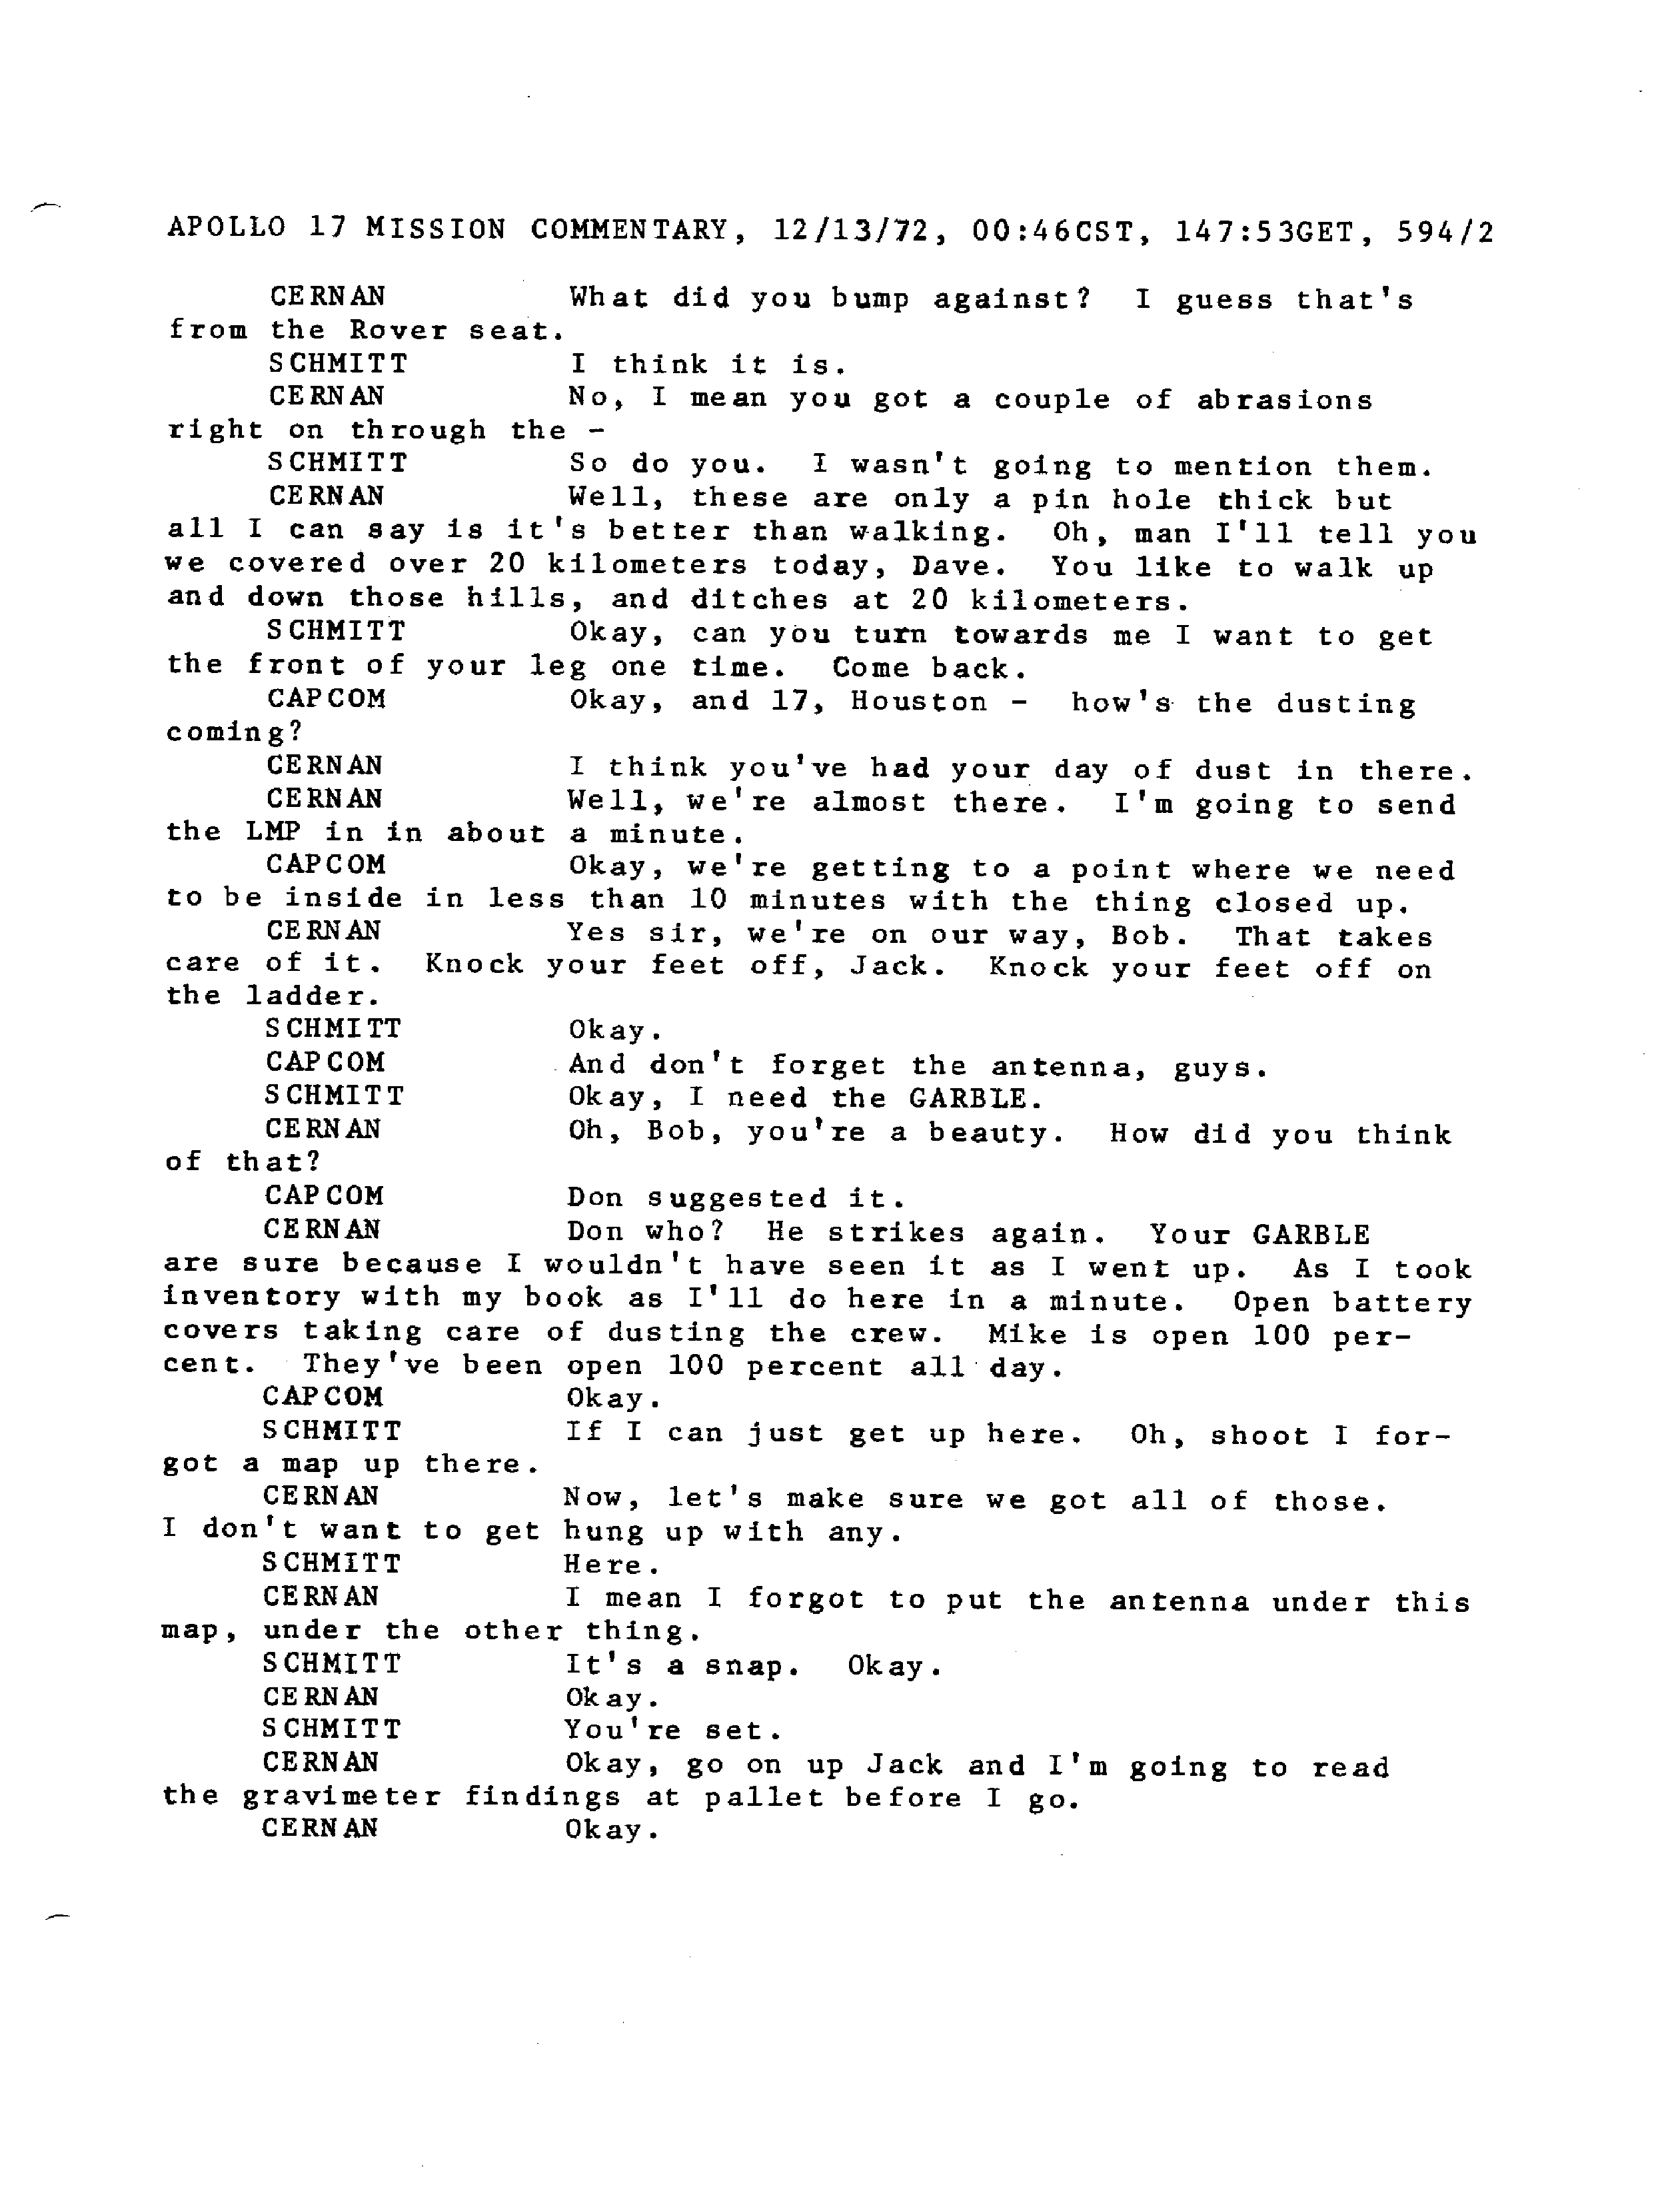 APOLLO 17 MISSION COMMENTARY, 12/13/72, 00:46CST, 147:53GET, 594/2
CERNAN What did you bump against? I guess that's
from the Rover seat.
SCHMITT I think it is.
CERNAN No, I mean you got a couple of abrasions
right on through the -
SCHMITT So do you. I wasn't going to mention them.
CERNAN Well, these are only a pin hole thick but
all I can say is it's better than walking. Oh, man I'll tell you
we covered over 20 kilometers today, Dave. You like to walk up
and down those hills, and ditches at 20 kilometers.
SCHMITT Okay, can you turn towards me I want to get
the front of your leg one time. Come back.
CAPCOM Okay, and 17, Houston - how's the dusting
coming?
CERNAN I think you've had your day of dust in there.
CERNAN Well, we're almost there. I'm going to send
the LMP in in about a minute.
CAPCOM Okay, we're getting to a point where we need
to be inside in less than 10 minutes with the thing closed up.
CERNAN Yes sir, we're on our way, Bob. That takes
care of it. Knock your feet off, Jack. Knock your feet off on
the ladder.
SCHMITT Okay.
CAPCOM And don't forget the antenna, guys.
SCHMITT Okay, I need the GARBLE.
CERNAN Oh, Bob, you're a beauty. How did you think
of that?
CAPCOM Don suggested it.
CERNAN Don who? He strikes again. Your GARBLE
are sure because I wouldn't have seen it as I went up. As I took
inventory with my book as I'll do here in a minute. Open battery
covers taking care of dusting the crew. Mike is open 100 per-
cent. They've been open 100 percent all day.
CAPCOM Okay.
SCHMITT If I can just get up here. Oh, shoot I for-
got a map up there.
CERNAN Now, let's make sure we got all of those.
I don't want to get hung up with any.
SCHMITT Here.
CERNAN I mean I forgot to put the antenna under this
map, under the other thing.
SCHMITT It's a snap. Okay.
CERNAN Okay.
SCHMITT You're set.
CERNAN Okay, go on up Jack and I'm going to read
the gravimeter findings at pallet before I go.
CERNAN Okay.